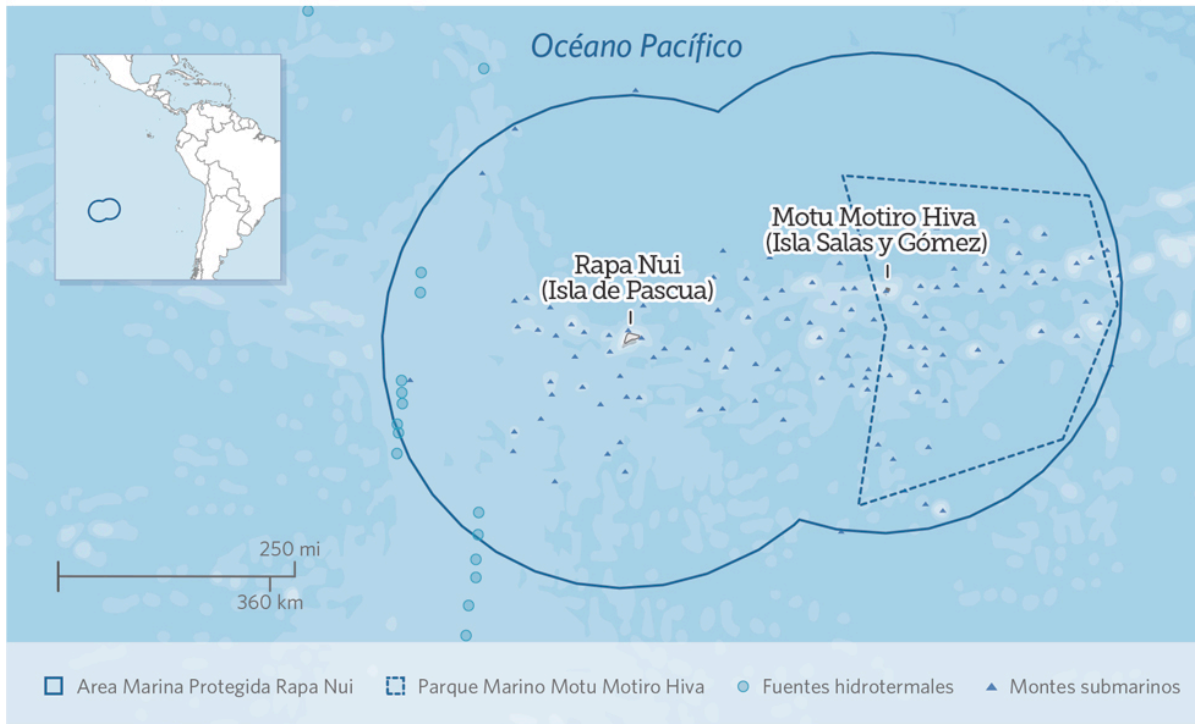 Océano Pacífico
Motu Motiro Hiva
(Isla Salas y Gómez)
Rapa Nui
(Isla de Pascua)
250 mi
360 km
Area Marina Protegida Rapa Nui
Parque Marino Motu Motiro Hiva
Fuentes hidrotermales
Montes submarinos